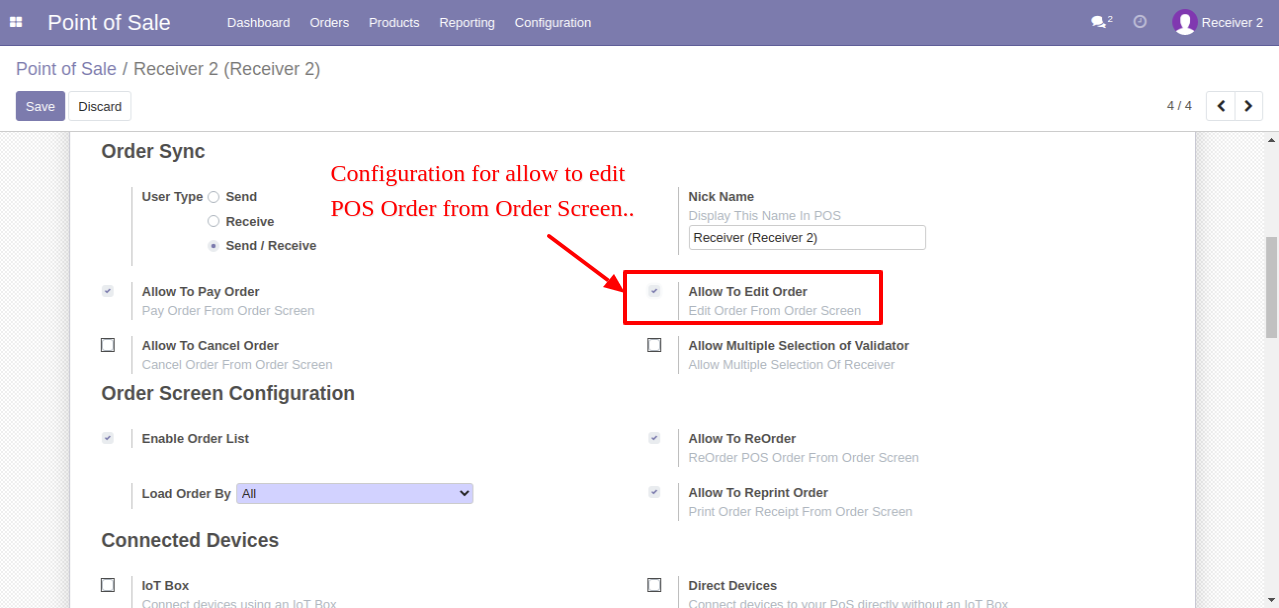 Point of Sale Dashboard Orders Products Reporting Configuration 2 Receiver 2
Point of Sale / Receiver 2 (Receiver 2)
Save Discard 4 / 4
Order Sync
Configuration for allow to edit
POS Order from Order Screen..
User Type Send
Receive
Send / Receive
Nick Name
Display This Name In POS
Receiver (Receiver 2)
Allow To Pay Order
Pay Order From Order Screen
Allow To Edit Order
Edit Order From Order Screen
Allow To Cancel Order
Cancel Order From Order Screen
Allow Multiple Selection of Validator
Allow Multiple Selection Of Receiver
Order Screen Configuration
Enable Order List
Allow To ReOrder
ReOrder POS Order From Order Screen
Load Order By All
Allow To Reprint Order
Print Order Receipt From Order Screen
Connected Devices
IoT Box
Connect devices using an IoT Box
Direct Devices
Connect devices to your PoS directly without an IoT Box